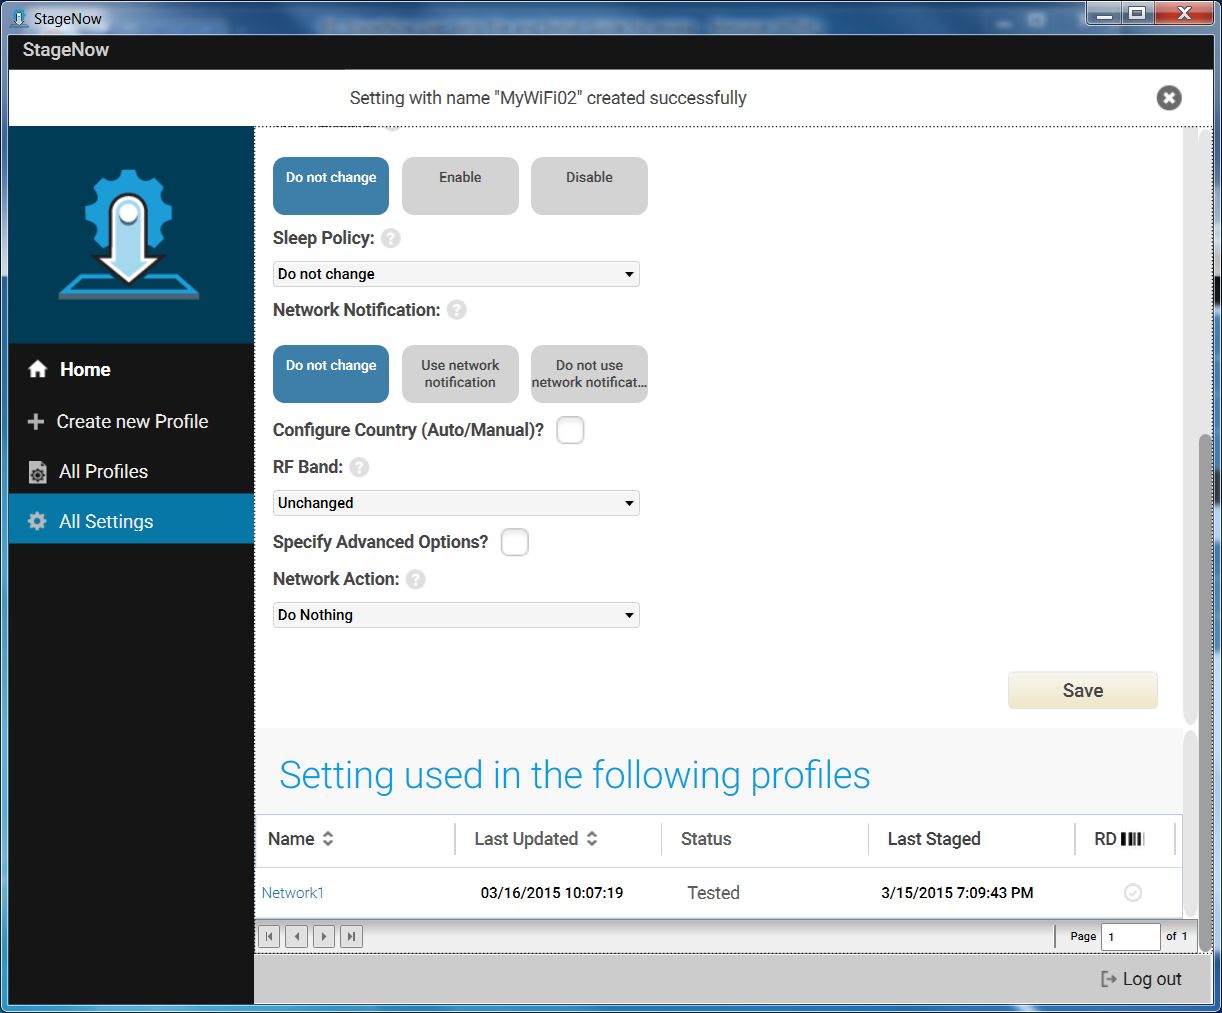 StageNow
StageNow
Setting with name "MyWiFi02" created successfully
Do not change
Enable
Disable
Sleep Policy: ?
Do not change
Network Notification: ?
Do not change
Use network
notification
Do not use
network notificat...
Configure Country (Auto/Manual)?
RF Band: ?
Unchanged
Specify Advanced Options?
Network Action: ?
Do Nothing
Save
Home
Create new Profile
All Profiles
All Settings
Setting used in the following profiles
Name Last Updated Status Last Staged RD
Network1 03/16/2015 10:07:19 Tested 3/15/2015 7:09:43 PM
Page 1 of 1
Log out